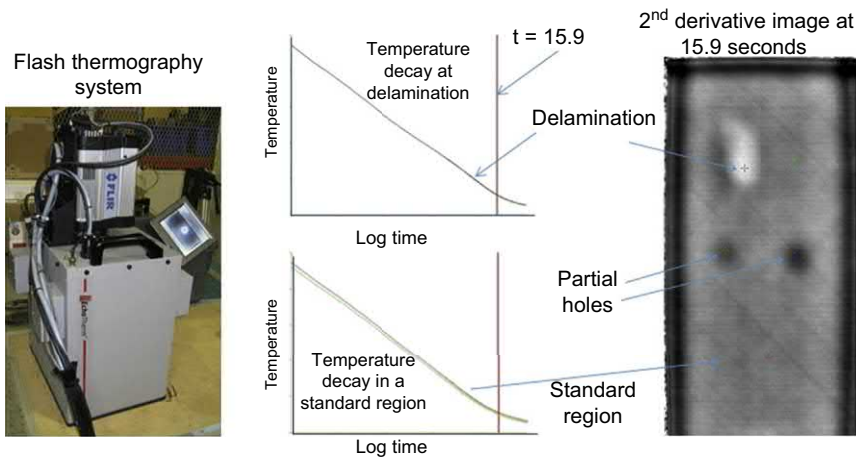 Flash thermography
system
FLIR
EchoTherm
Temperature
Temperature
decay at
delamination
Log time
t = 15.9
Delamination
Temperature
Temperature
decay in a
standard region
Log time
Partial
holes
Standard
region
2nd derivative image at
15.9 seconds